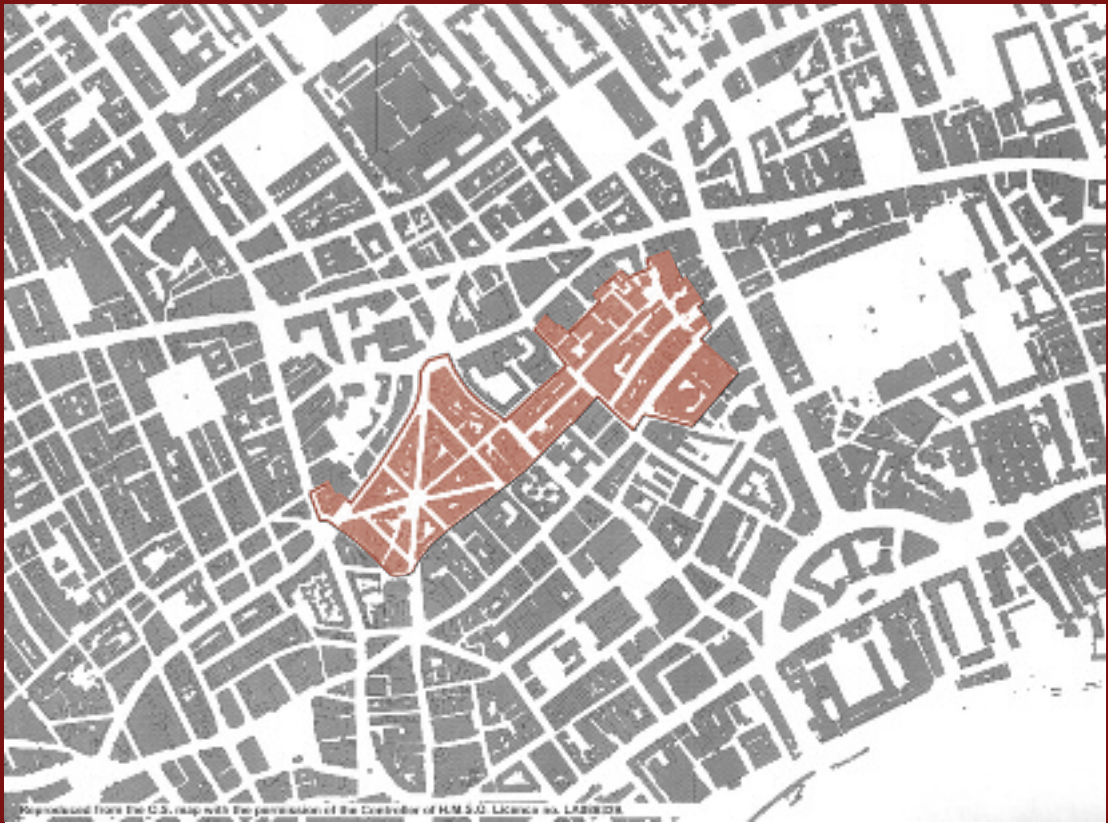 Reproduced from the O.S. map with the permission of the Controller of H.M.S.O. Licence no.